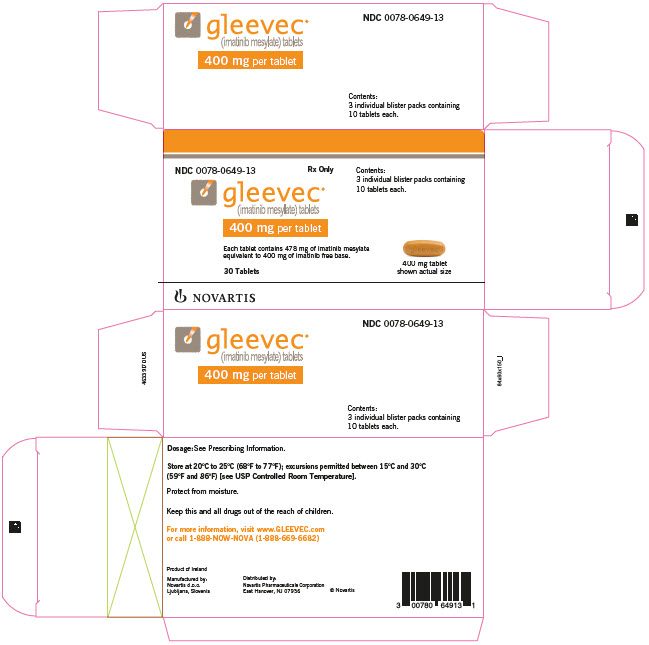 gleevec®
(imatinib mesylate) tablets
400 mg per tablet
NDC 0078-0649-13
Contents:
3 individual blister packs containing
10 tablets each.
NDC 0078-0649-13
Rx Only
Contents:
3 individual blister packs containing
10 tablets each.
gleevec®
(imatinib mesylate) tablets
400 mg per tablet
Each tablet contains 478 mg of imatinib mesylate
equivalent to 400 mg of imatinib free base.
30 Tablets
400 mg tablet
shown actual size
NOVARTIS
gleevec®
(imatinib mesylate) tablets
400 mg per tablet
NDC 0078-0649-13
Contents:
3 individual blister packs containing
10 tablets each.
Dosage: See Prescribing Information.
Store at 20°C to 25°C (68°F to 77°F); excursions permitted between 15°C and 30°C
(59°F and 86°F) [see USP Controlled Room Temperature].
Protect from moisture.
Keep this and all drugs out of the reach of children.
For more information, visit www.GLEEVEC.com
or call 1-888-NOW-NOVA (1-888-669-6682)
Product of Ireland
Manufactured by:
Novartis d.o.o.
Ljubljana, Slovenia
Distributed by:
Novartis Pharmaceuticals Corporation
East Hanover, NJ 07936
© Novartis
3 00780 64913 1